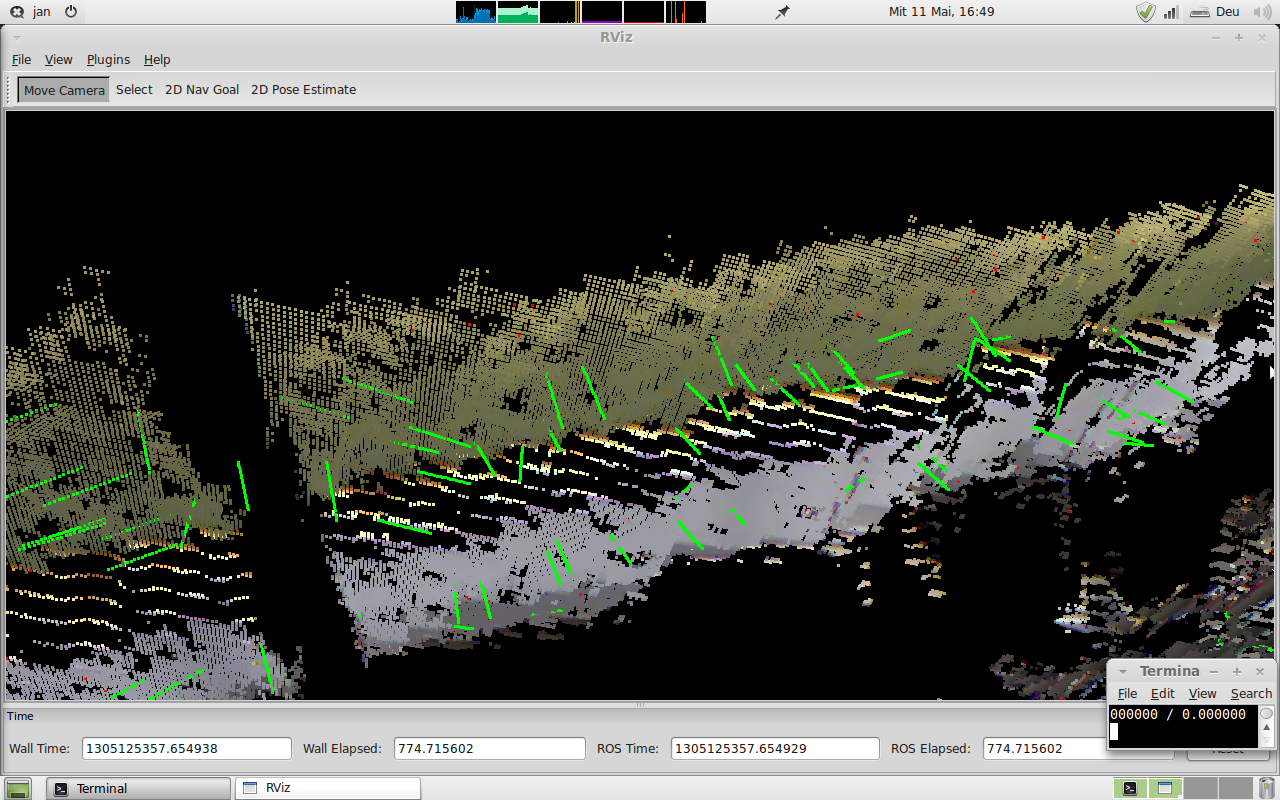 jan
Mit 11 Mai, 16:49
Deu
RViz
File View Plugins Help
Move Camera Select 2D Nav Goal 2D Pose Estimate
Termina
File Edit View Search
000000 / 0.000000
Time
Wall Time: 1305125357.654938 Wall Elapsed: 774.715602 ROS Time: 1305125357.654929 ROS Elapsed: 774.715602
Terminal
RViz